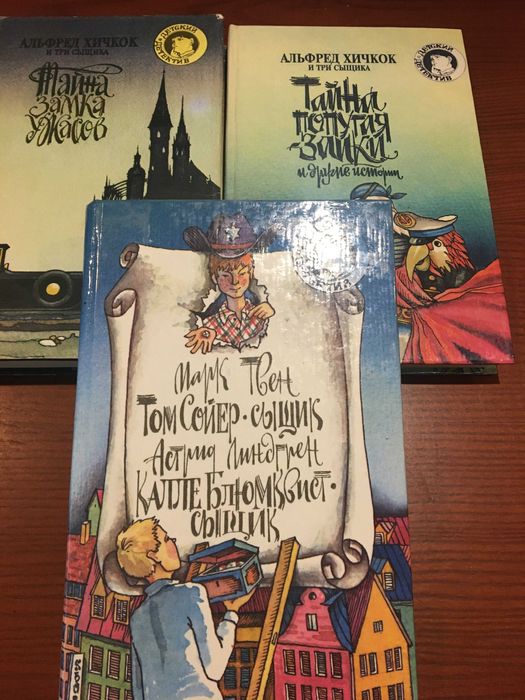 АЛЬФРЕД ХИЧКОК
И ТРИ СЫЩИКА
Тайна
замка
ужасов
ДЕТСКИЙ
ДЕТЕКТИВ
АЛЬФРЕД ХИЧКОК
И ТРИ СЫЩИКА
Тайна
попугая
-заики
и другие истории
ДЕТСКИЙ
ДЕТЕКТИВ
Марк Твен
Том Сойер • сыщик
Астрид Линдгрен
Калле Блюмквист •
сыщик